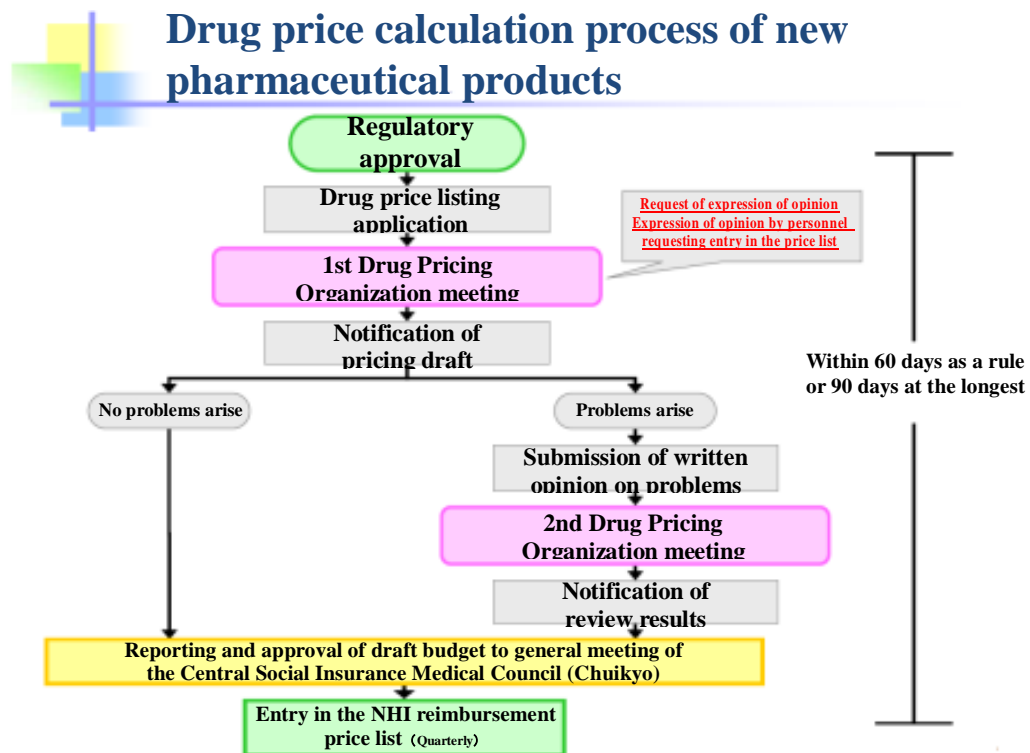 Drug price calculation process of new
pharmaceutical products
Regulatory
approval
Drug price listing
application
Request of expression of opinion
Expression of opinion by personnel
requesting entry in the price list
1st Drug Pricing
Organization meeting
Notification of
pricing draft
Within 60 days as a rule
or 90 days at the longest
No problems arise
Problems arise
Submission of written
opinion on problems
2nd Drug Pricing
Organization meeting
Notification of
review results
Reporting and approval of draft budget to general meeting of
the Central Social Insurance Medical Council (Chuikyo)
Entry in the NHI reimbursement
price list（Quarterly）